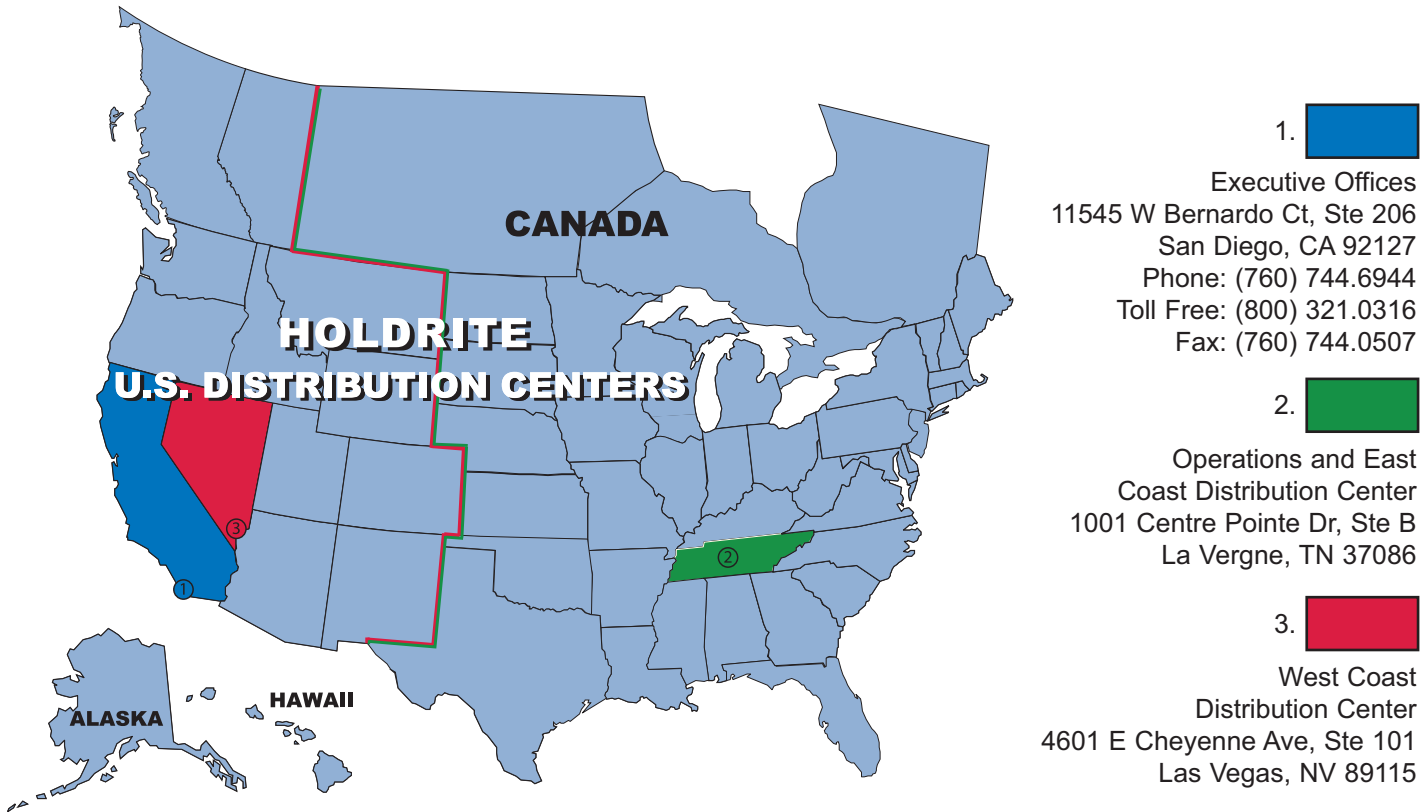 CANADA
HOLDRITE
U.S. DISTRIBUTION CENTERS
3
1
2
ALASKA
HAWAII
1.
Executive Offices
11545 W Bernardo Ct, Ste 206
San Diego, CA 92127
Phone: (760) 744.6944
Toll Free: (800) 321.0316
Fax: (760) 744.0507
2.
Operations and East
Coast Distribution Center
1001 Centre Pointe Dr, Ste B
La Vergne, TN 37086
3.
West Coast
Distribution Center
4601 E Cheyenne Ave, Ste 101
Las Vegas, NV 89115